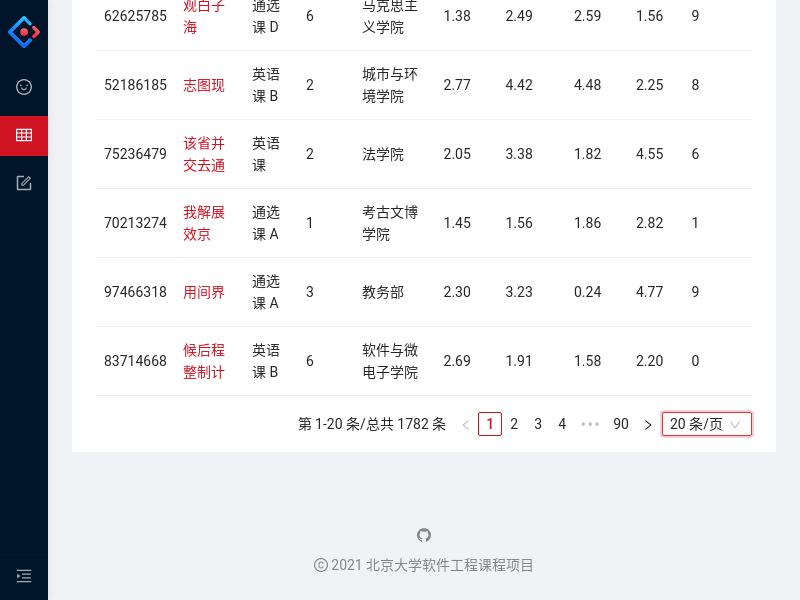 62625785 观白子海 通选课 D 6 马克思主义学院 1.38 2.49 2.59 1.56 9
52186185 志图现 英语课 B 2 城市与环境学院 2.77 4.42 4.48 2.25 8
75236479 该省并交去通 英语课 2 法学院 2.05 3.38 1.82 4.55 6
70213274 我解展效京 通选课 A 1 考古文博学院 1.45 1.56 1.86 2.82 1
97466318 用间界 通选课 A 3 教务部 2.30 3.23 0.24 4.77 9
83714668 候后程整制计 英语课 B 6 软件与微电子学院 2.69 1.91 1.58 2.20 0
第 1-20 条/总共 1782 条 < 1 2 3 4 ••• 90 > 20 条/页
© 2021 北京大学软件工程课程项目